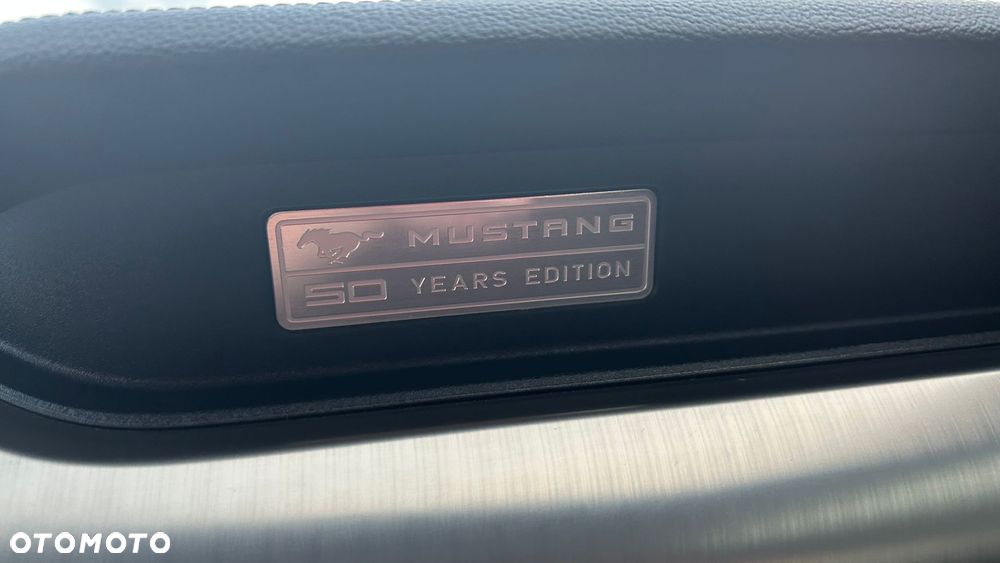 MUSTANG
50 YEARS EDITION
OTOMOTO